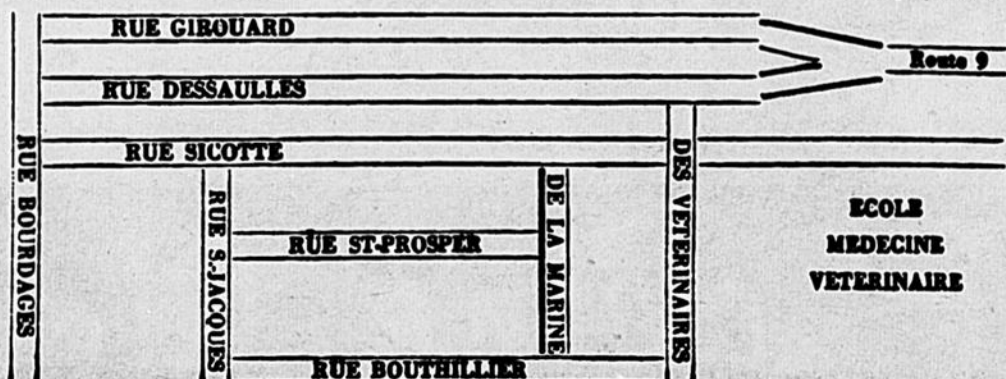 RUE GIROUARD
Route 9
RUE DESSAULLES
RUE SICOTTE
RUE BOURDAGES
RUE S.JACQUES
RUE ST-PROSPER
DE LA MARINE
DES VETERINAIRES
ECOLE
MEDECINE
VETERINAIRE
RUE BOUTHILLIER